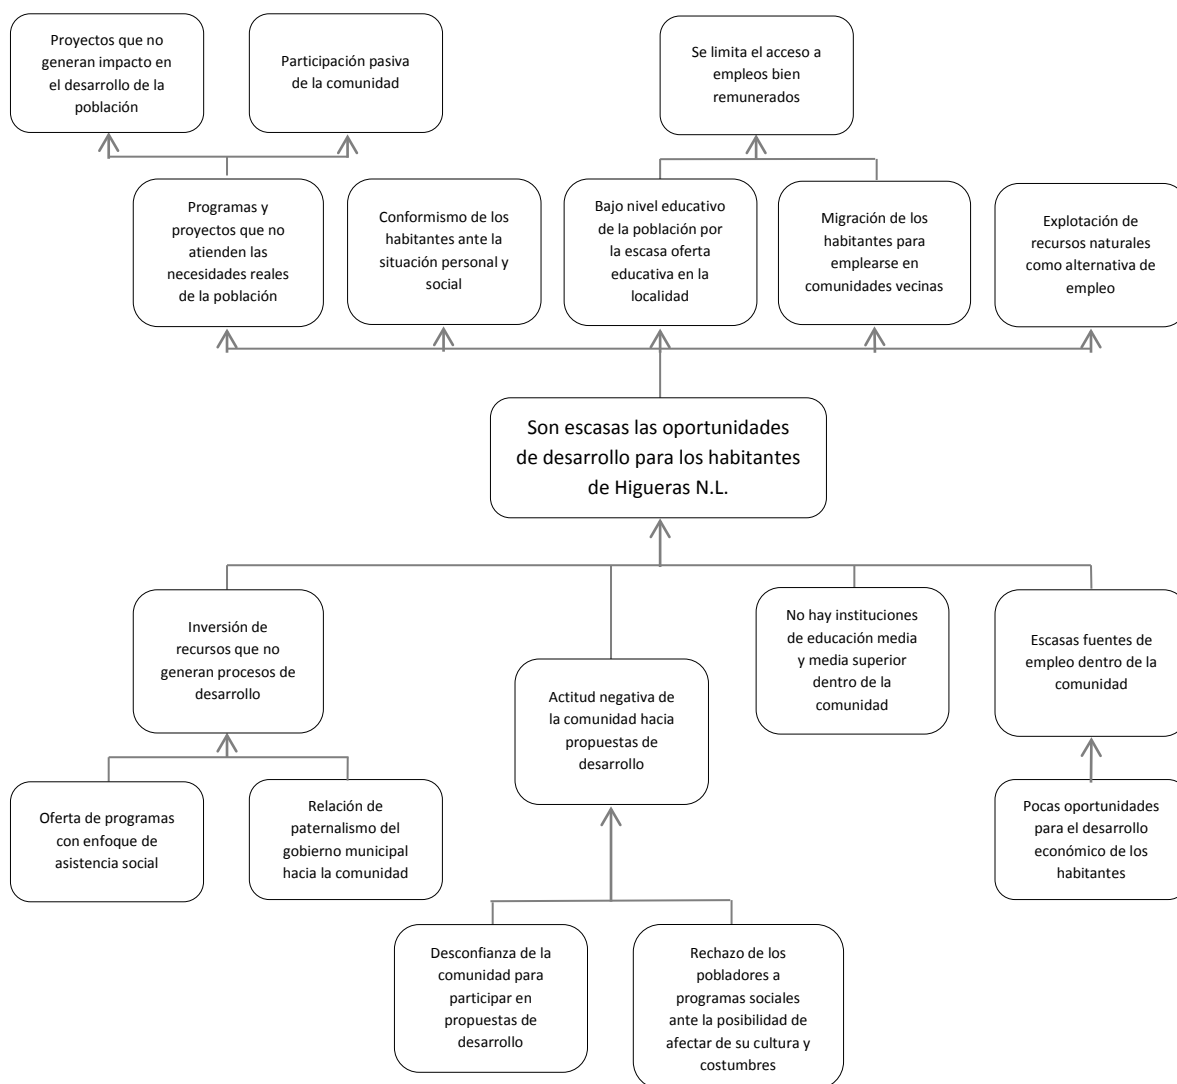 Proyectos que no
generan impacto en
el desarrollo de la
población
Participación pasiva
de la comunidad
Se limita el acceso a
empleos bien
remunerados
Programas y
proyectos que no
atienden las
necesidades reales
de la población
Conformismo de los
habitantes ante la
situación personal y
social
Bajo nivel educativo
de la población por
la escasa oferta
educativa en la
localidad
Migración de los
habitantes para
emplearse en
comunidades vecinas
Explotación de
recursos naturales
como alternativa de
empleo
Son escasas las oportunidades
de desarrollo para los habitantes
de Higueras N.L.
Inversión de
recursos que no
generan procesos de
desarrollo
Actitud negativa de
la comunidad hacia
propuestas de
desarrollo
No hay instituciones
de educación media
y media superior
dentro de la
comunidad
Escasas fuentes de
empleo dentro de la
comunidad
Oferta de programas
con enfoque de
asistencia social
Relación de
paternalismo del
gobierno municipal
hacia la comunidad
Pocas oportunidades
para el desarrollo
económico de los
habitantes
Desconfianza de la
comunidad para
participar en
propuestas de
desarrollo
Rechazo de los
pobladores a
programas sociales
ante la posibilidad de
afectar de su cultura y
costumbres